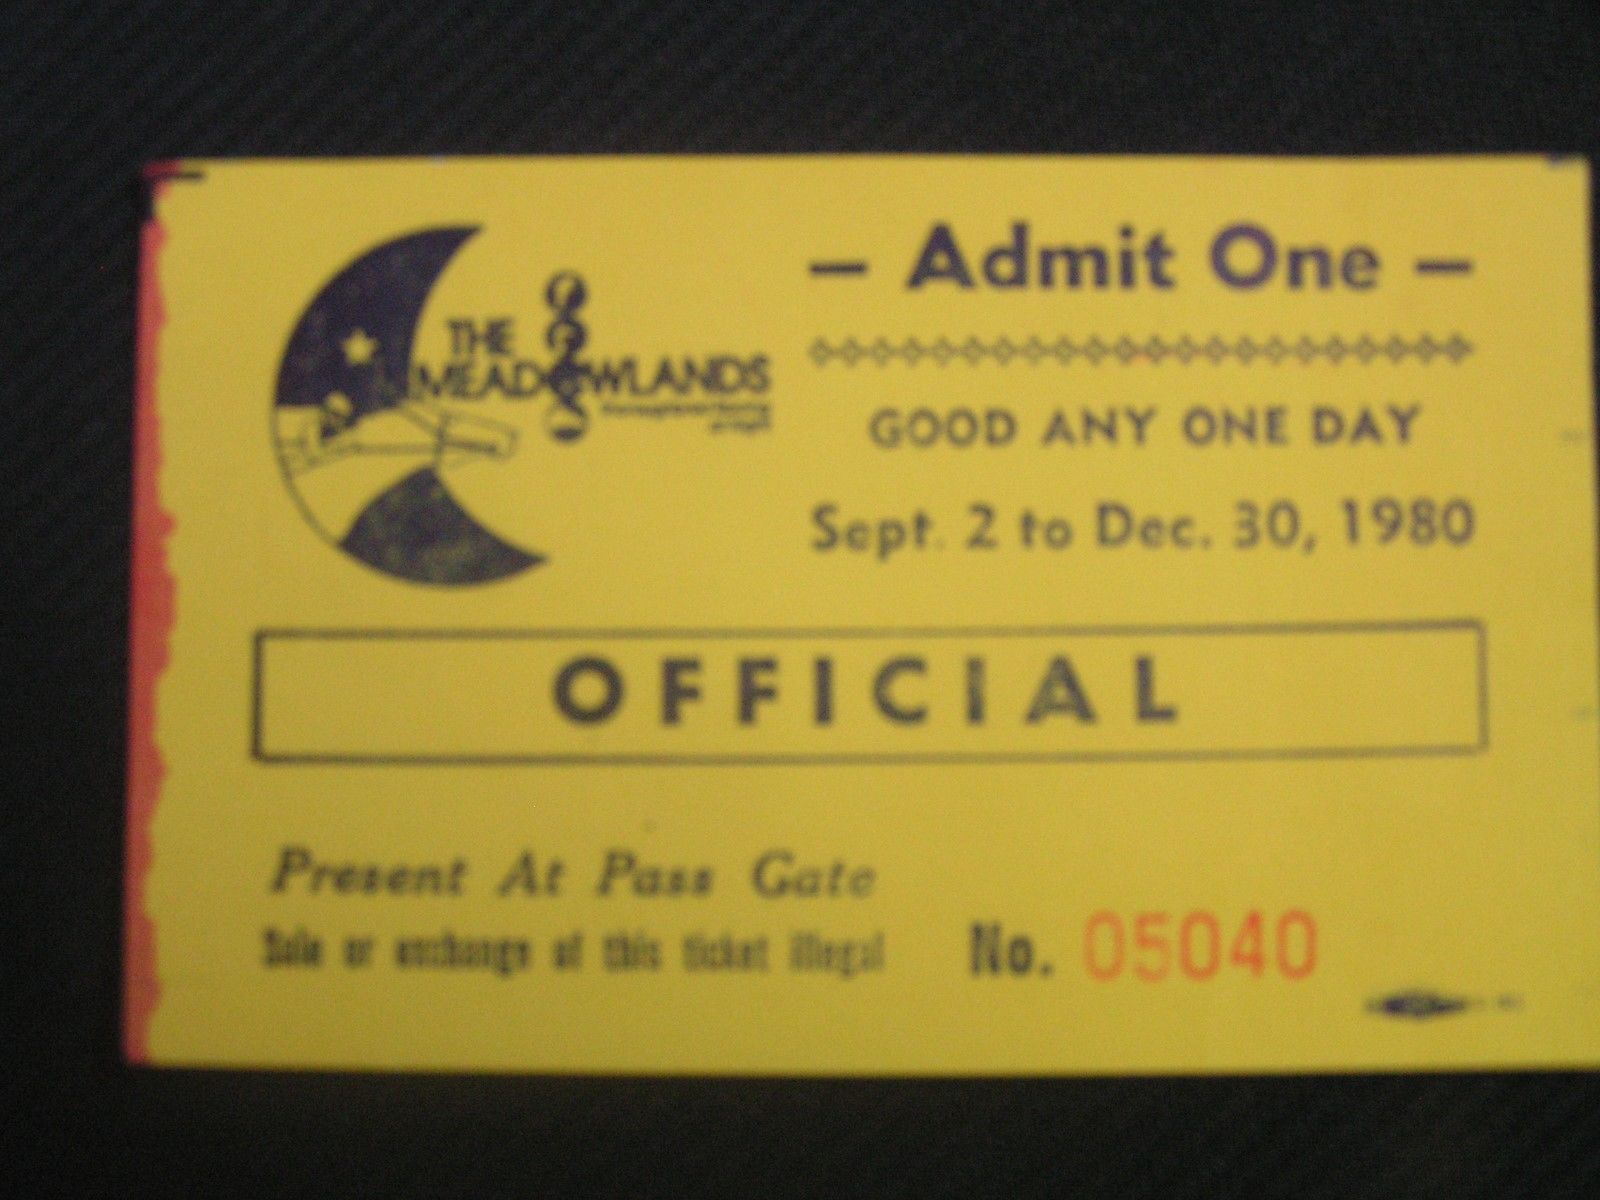 THE
MEADOWLANDS
— Admit One —
GOOD ANY ONE DAY
Sept. 2 to Dec. 30, 1980
OFFICIAL
Present At Pass Gate
Sale or exchange of this ticket illegal
No. 05040